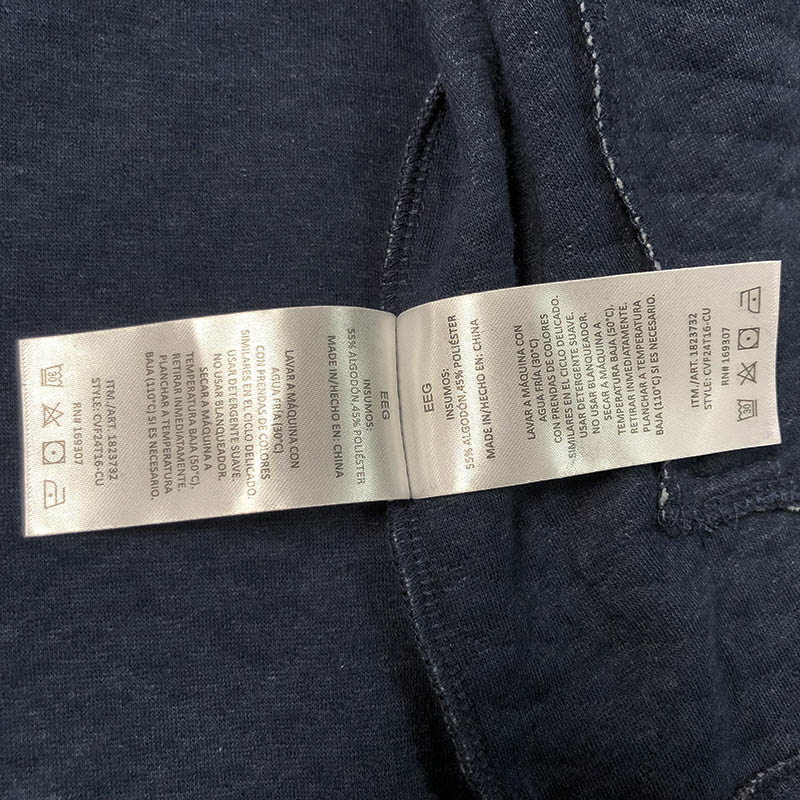 EEG
INSUMOS:
55% ALGODÓN,45% POLIÉSTER
MADE IN/HECHO EN: CHINA
LAVAR A MÁQUINA CON
AGUA FRÍA (30°C)
CON PRENDAS DE COLORES
SIMILARES EN EL CICLO DELICADO.
USAR DETERGENTE SUAVE.
NO USAR BLANQUEADOR.
SECAR A MÁQUINA A
TEMPERATURA BAJA (50°C),
RETIRAR INMEDIATAMENTE.
PLANCHAR A TEMPERATURA
BAJA (110°C) SI ES NECESARIO.
ITM./ART. 1823732
STYLE: CVF24T16-CU
RN# 169307
30
EEG
INSUMOS:
55% ALGODÓN,45% POLIÉSTER
MADE IN/HECHO EN: CHINA
LAVAR A MÁQUINA CON
AGUA FRÍA(30°C)
CON PRENDAS DE COLORES
SIMILARES EN EL CICLO DELICADO.
USAR DETERGENTE SUAVE.
NO USAR BLANQUEADOR.
SECAR A MÁQUINA A
TEMPERATURA BAJA (50°C),
RETIRAR INMEDIATAMENTE.
PLANCHAR A TEMPERATURA
BAJA (110°C) SI ES NECESARIO.
ITM./ART. 1823732
STYLE: CVF24T16-CU
RN# 169307
30